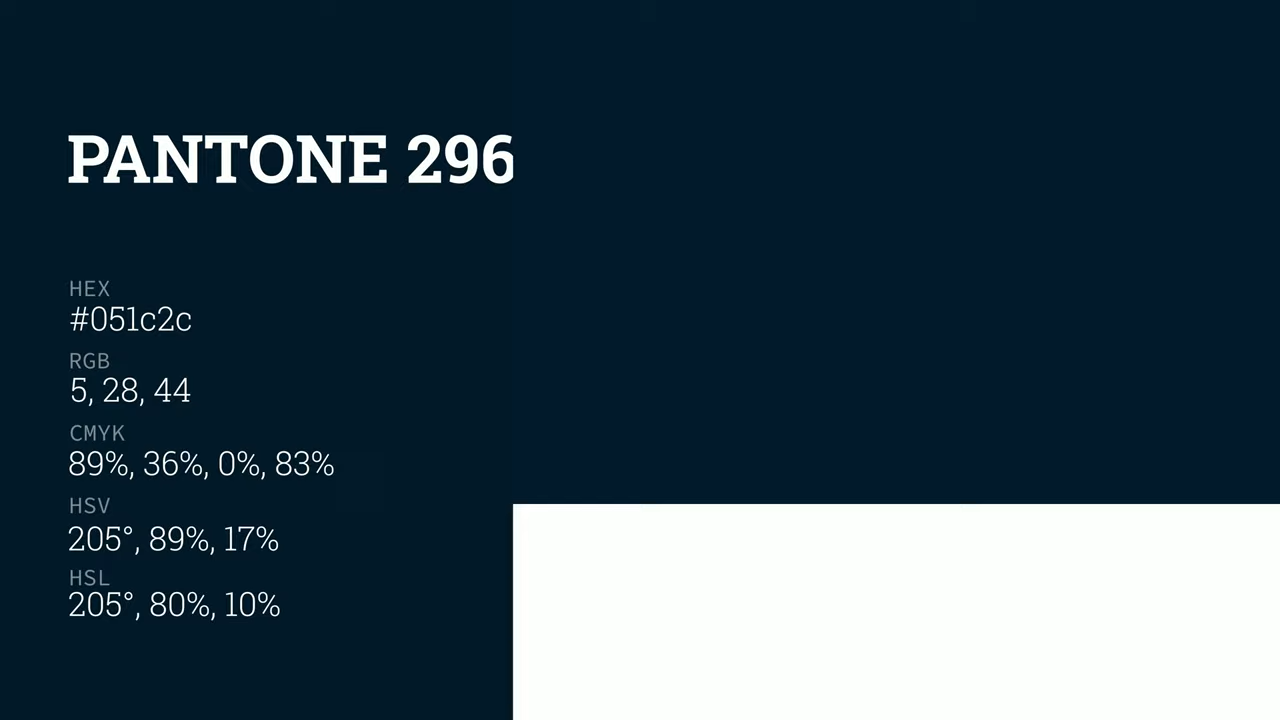 PANTONE 296
HEX
#051c2c
RGB
5, 28, 44
CMYK
89%, 36%, 0%, 83%
HSV
205°, 89%, 17%
HSL
205°, 80%, 10%